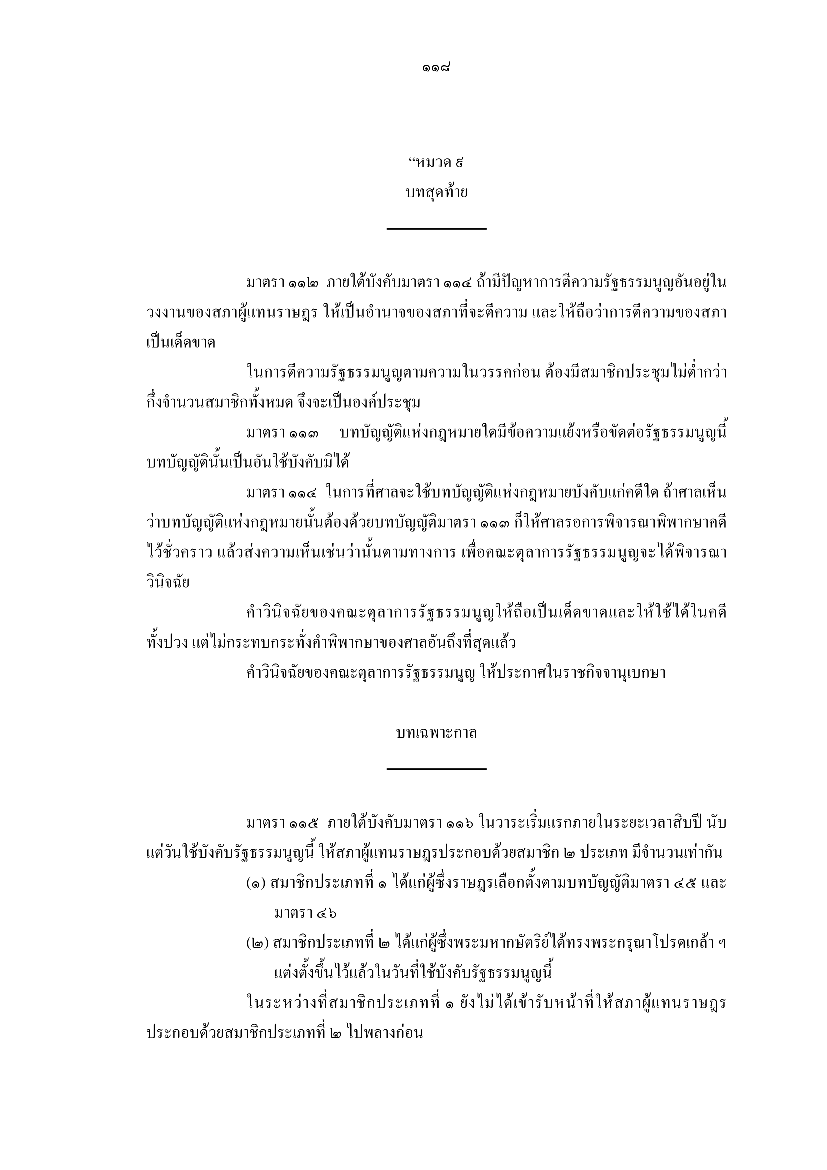 ๑๑๘
“หมวด ๙
บทสุดท้าย
มาตรา ๑๑๒ ภายใต้บังคับมาตรา ๑๑๔ ถ้ามีปัญหาการตีความรัฐธรรมนูญอันอยู่ใน
วงงานของสภาผู้แทนราษฎร ให้เป็นอำนาจของสภาที่จะตีความ และให้ถือว่าการตีความของสภา
เป็นเด็ดขาด
ในการตีความรัฐธรรมนูญตามความในวรรคก่อน ต้องมีสมาชิกประชุมไม่ต่ำกว่า
กึ่งจำนวนสมาชิกทั้งหมด จึงจะเป็นองค์ประชุม
มาตรา ๑๑๓ บทบัญญัติแห่งกฎหมายใดมีข้อความแย้งหรือขัดต่อรัฐธรรมนูญนี้
บทบัญญัตินั้นเป็นอันใช้บังคับมิได้
มาตรา ๑๑๔ ในการที่ศาลจะใช้บทบัญญัติแห่งกฎหมายบังคับแก่คดีใด ถ้าศาลเห็น
ว่าบทบัญญัติแห่งกฎหมายนั้นต้องด้วยบทบัญญัติมาตรา ๑๑๓ ก็ให้ศาลรอการพิจารณาพิพากษาคดี
ไว้ชั่วคราว แล้วส่งความเห็นเช่นว่านั้นตามทางการ เพื่อคณะตุลาการรัฐธรรมนูญจะได้พิจารณา
วินิจฉัย
คำวินิจฉัยของคณะตุลาการรัฐธรรมนูญให้ถือเป็นเด็ดขาดและให้ใช้ได้ในคดี
ทั้งปวง แต่ไม่กระทบกระทั่งคำพิพากษาของศาลอันถึงที่สุดแล้ว
คำวินิจฉัยของคณะตุลาการรัฐธรรมนูญ ให้ประกาศในราชกิจจานุเบกษา
บทเฉพาะกาล
มาตรา ๑๑๕ ภายใต้บังคับมาตรา ๑๑๖ ในวาระเริ่มแรกภายในระยะเวลาสิบปี นับ
แต่วันใช้บังคับรัฐธรรมนูญนี้ ให้สภาผู้แทนราษฎรประกอบด้วยสมาชิก ๒ ประเภท มีจำนวนเท่ากัน
(๑) สมาชิกประเภทที่ ๑ ได้แก่ผู้ซึ่งราษฎรเลือกตั้งตามบทบัญญัติมาตรา ๔๕ และ
มาตรา ๔๖
(๒) สมาชิกประเภทที่ ๒ ได้แก่ผู้ซึ่งพระมหากษัตริย์ได้ทรงพระกรุณาโปรดเกล้า ฯ
แต่งตั้งขึ้นไว้แล้วในวันที่ใช้บังคับรัฐธรรมนูญนี้
ในระหว่างที่สมาชิกประเภทที่ ๑ ยังไม่ได้เข้ารับหน้าที่ให้สภาผู้แทนราษฎร
ประกอบด้วยสมาชิกประเภทที่ ๒ ไปพลางก่อน